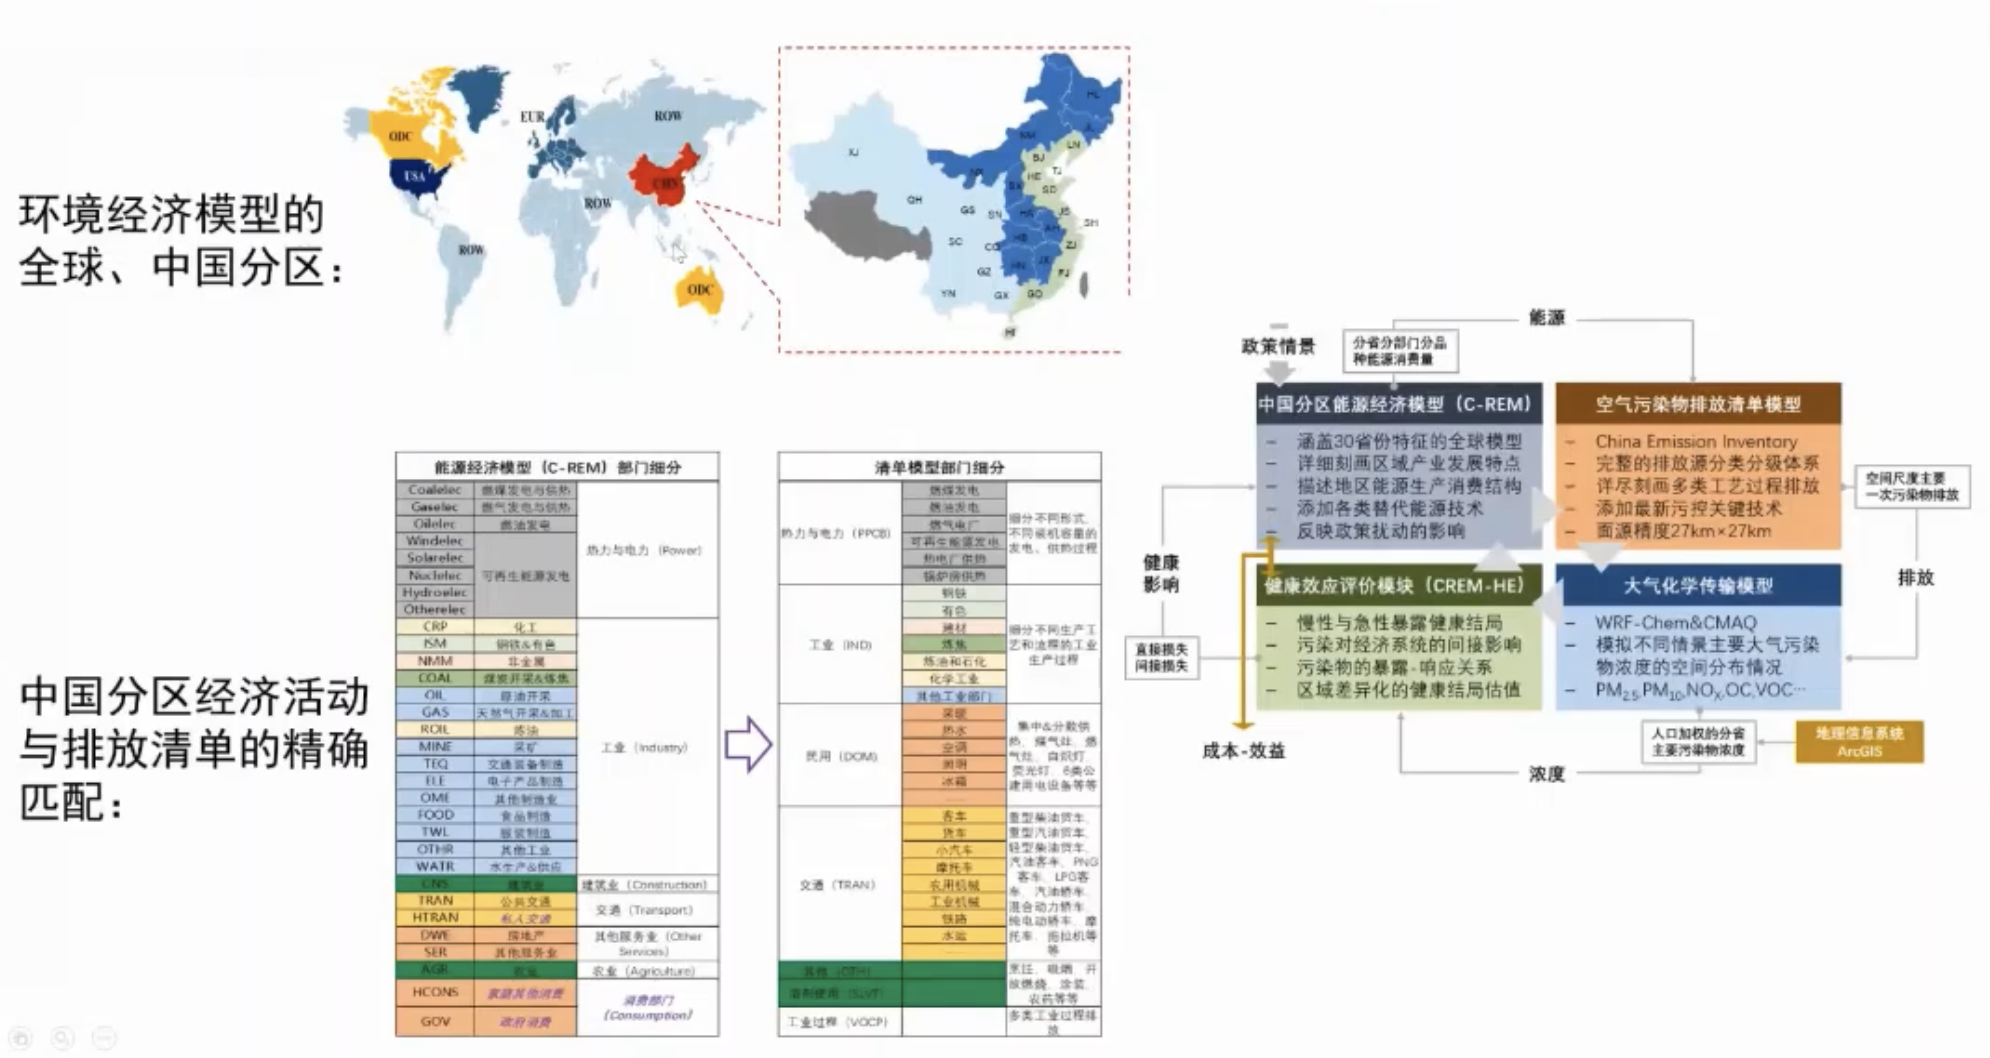 环境经济模型的
全球、中国分区：
ODC
USA
EUR
ROW
CHN
ROW
ROW
ODC
HL
JL
LN
NM
BJ
TJ
HE
SD
SX
NX
XJ
QH
GS
SN
HA
JS
SH
AH
SC
CQ
HB
ZJ
GZ
HN
JX
FJ
YN
GX
GD
HI
中国分区经济活动
与排放清单的精确
匹配：
能源经济模型（C-REM）部门细分
Coalelec 燃煤发电与供热
Gaselec 燃气发电与供热
Oilelec 燃油发电
Windelec
Solarelec
Nuclelec
Hydroelec
Otherelec
可再生能源发电
热力与电力（Power）
CRP 化工
ISM 钢铁&有色
NMM 非金属
COAL 煤炭开采&炼焦
OIL 原油开采
GAS 天然气开采&加工
ROIL 炼油
MINE 采矿
TEQ 交通装备制造
ELE 电子产品制造
OME 其他制造业
FOOD 食品制造
TWL 服装制造
OTHR 其他工业
WATR 水生产&供应
工业（Industry）
CNS 建筑业 建筑业（Construction）
TRAN 公共交通
HTRAN 私人交通
交通（Transport）
DWE 房地产
SER 其他服务业
其他服务业（Other
Services）
AGR 农业 农业（Agriculture）
HCONS 家庭其他消费
GOV 政府消费
消费部门
(Consumption)
清单模型部门细分
热力与电力（PPCB）
燃煤发电
燃油发电
燃气电厂
可再生能源发电
热电厂供热
锅炉房供热
细分不同形式、
不同装机容量的
发电、供热过程
工业（IND）
钢铁
有色
建材
炼焦
炼油和石化
化学工业
其他工业部门
细分不同生产工
艺和流程的工业
生产过程
民用（DOM）
采暖
热水
空调
照明
冰箱
……
集中&分散供
热、煤气灶、燃
气灶、白炽灯、
荧光灯、6类公
建用电设备等等
交通（TRAN）
客车
货车
小汽车
摩托车
农用机械
工业机械
铁路
水运
……
重型柴油货车、
重型汽油货车、
轻型柴油货车、
汽油客车、PNG
客车、LPG客
车、汽油轿车、
混合动力轿车、
纯电动轿车、摩
托车、拖拉机等
等
其他（OTH）
溶剂使用（SLVT）
烹饪、吸烟、开
放燃烧、涂装、
农药等等
工业过程（VOCP）
多类工业过程排
放
能源
政策情景
分省分部门分品
种能源消费量
中国分区能源经济模型（C-REM）
– 涵盖30省份特征的全球模型
– 详细刻画区域产业发展特点
– 描述地区能源生产消费结构
– 添加各类替代能源技术
– 反映政策扰动的影响
空气污染物排放清单模型
– China Emission Inventory
– 完整的排放源分类分级体系
– 详尽刻画多类工艺过程排放
– 添加最新污控关键技术
– 面源精度27km×27km
空间尺度主要
一次污染物排放
健康
影响
排放
直接损失
间接损失
健康效应评价模块（CREM-HE）
– 慢性与急性暴露健康结局
– 污染对经济系统的间接影响
– 污染物的暴露-响应关系
– 区域差异化的健康结局估值
大气化学传输模型
– WRF-Chem&CMAQ
– 模拟不同情景主要大气污染
物浓度的空间分布情况
– PM2.5,PM10,NOX,OC,VOC…
成本-效益
人口加权的分省
主要污染物浓度
地理信息系统
ArcGIS
浓度